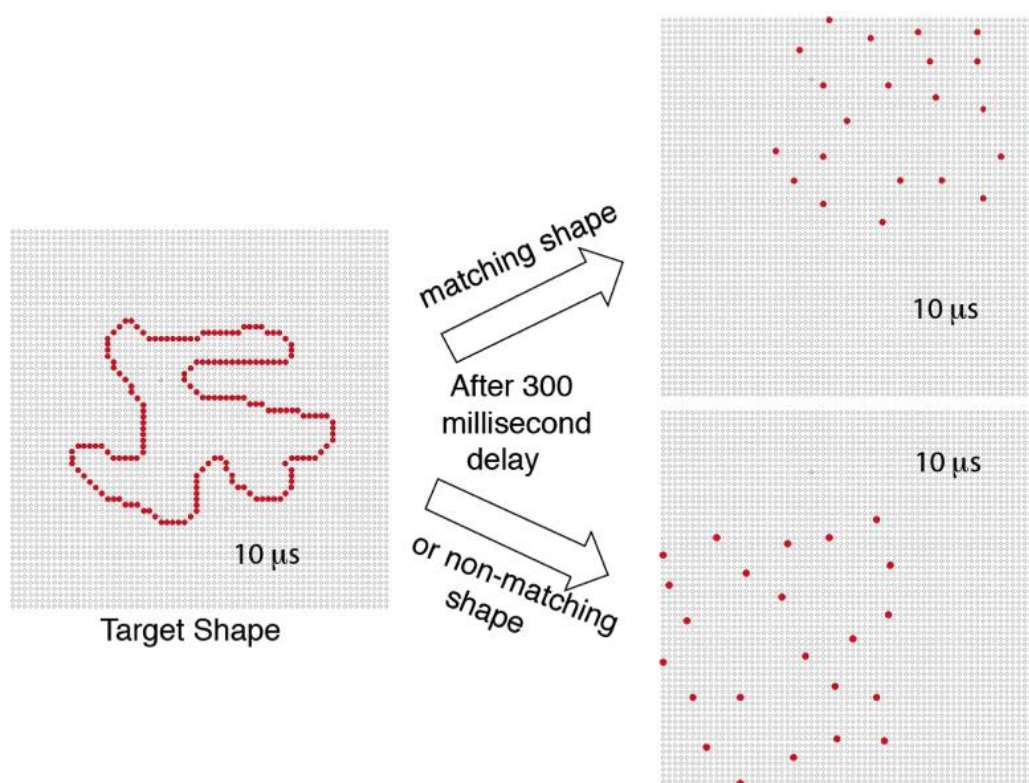 10 μs
Target Shape
matching shape
After 300
millisecond
delay
or non-matching
shape
10 μs
10 μs